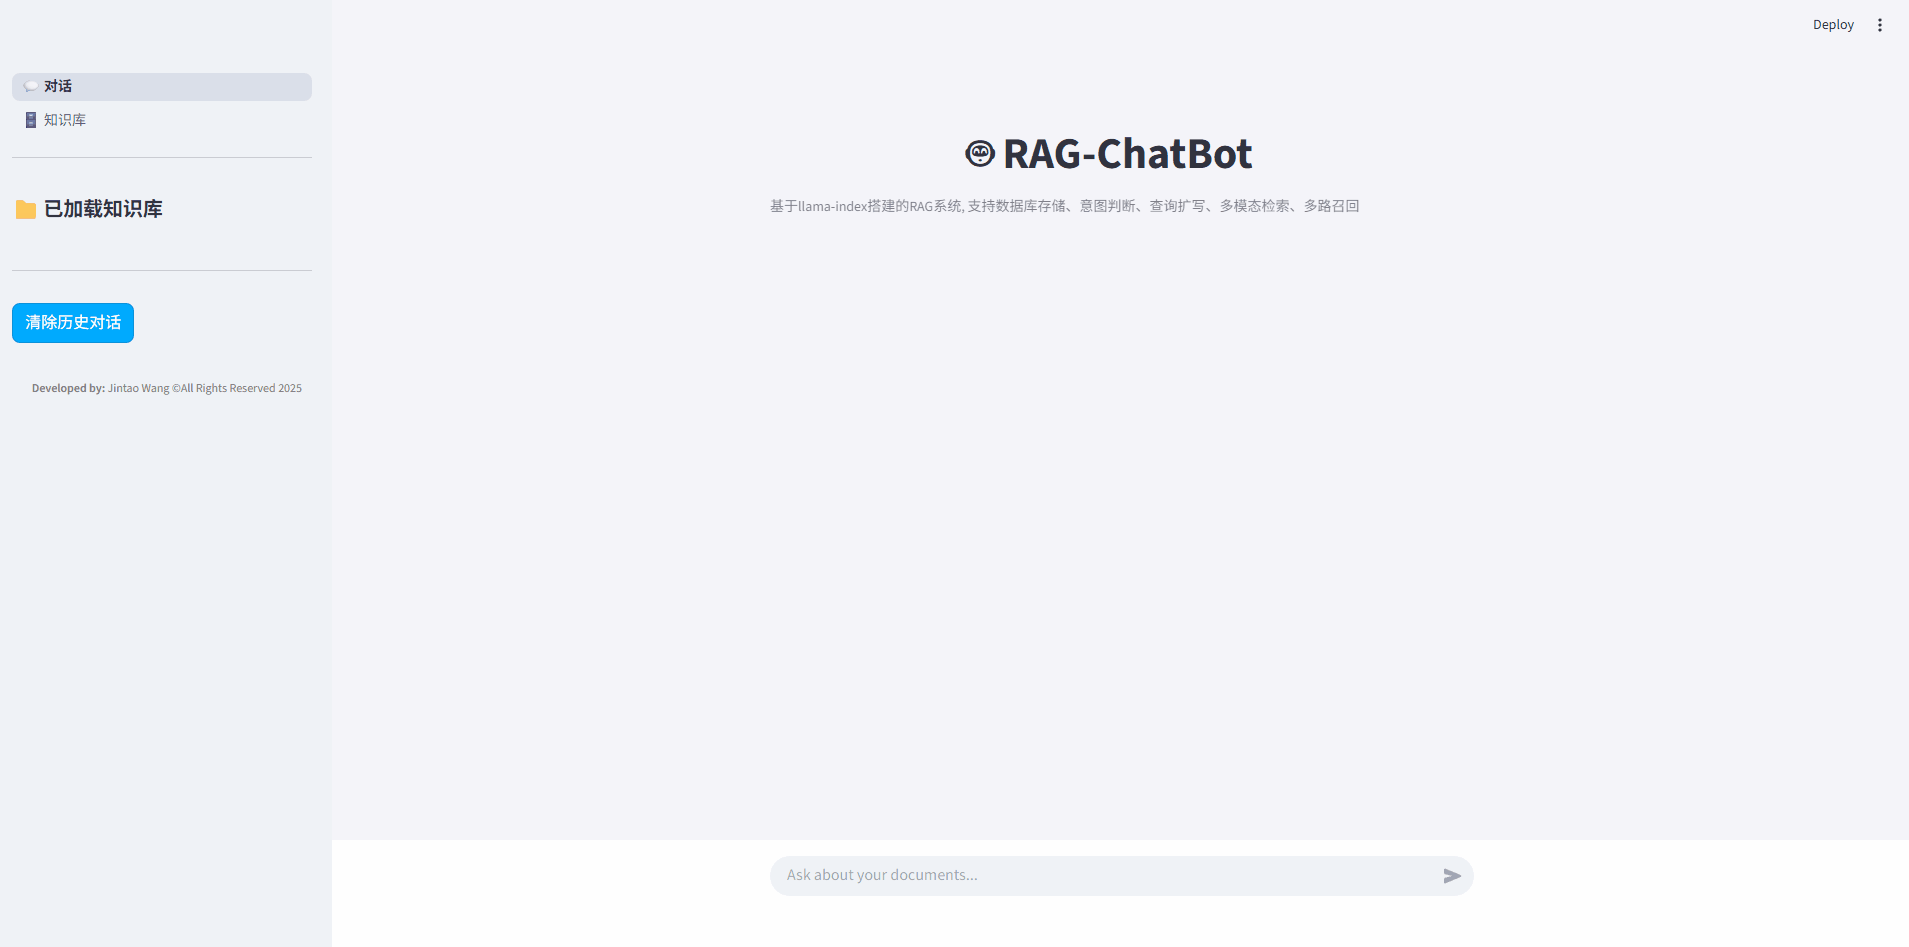 Deploy
对话
知识库
已加载知识库
清除历史对话
Developed by: Jintao Wang ©All Rights Reserved 2025
RAG-ChatBot
基于llama-index搭建的RAG系统, 支持数据库存储、意图判断、查询扩写、多模态检索、多路召回
Ask about your documents...